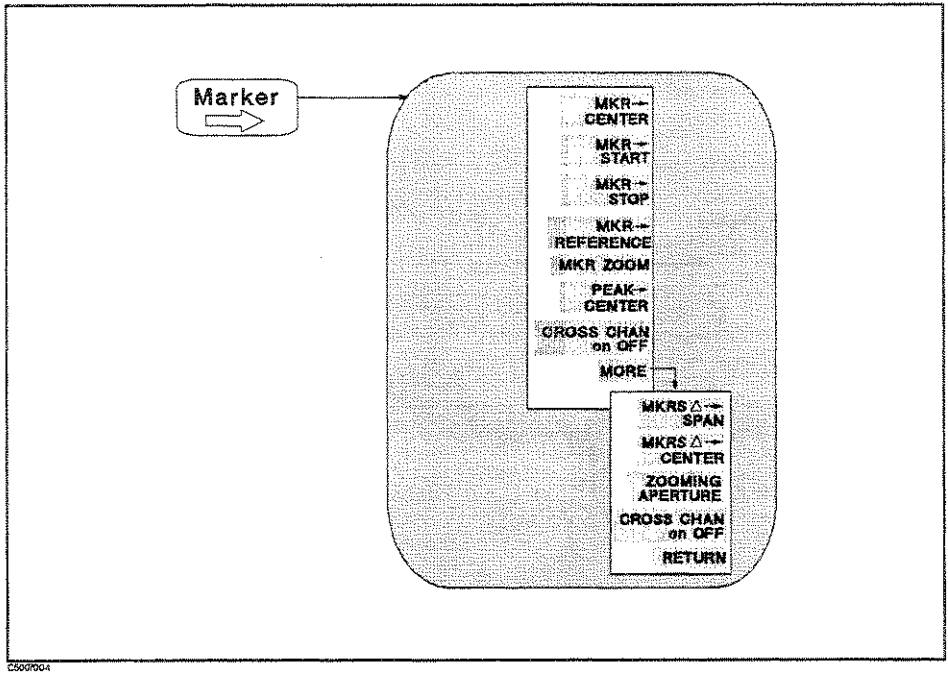 Marker
MKR→
CENTER
MKR→
START
MKR→
STOP
MKR→
REFERENCE
MKR ZOOM
PEAK→
CENTER
CROSS CHAN
on OFF
MORE
MKRS △→
SPAN
MKRS △→
CENTER
ZOOMING
APERTURE
CROSS CHAN
on OFF
RETURN
C5007004